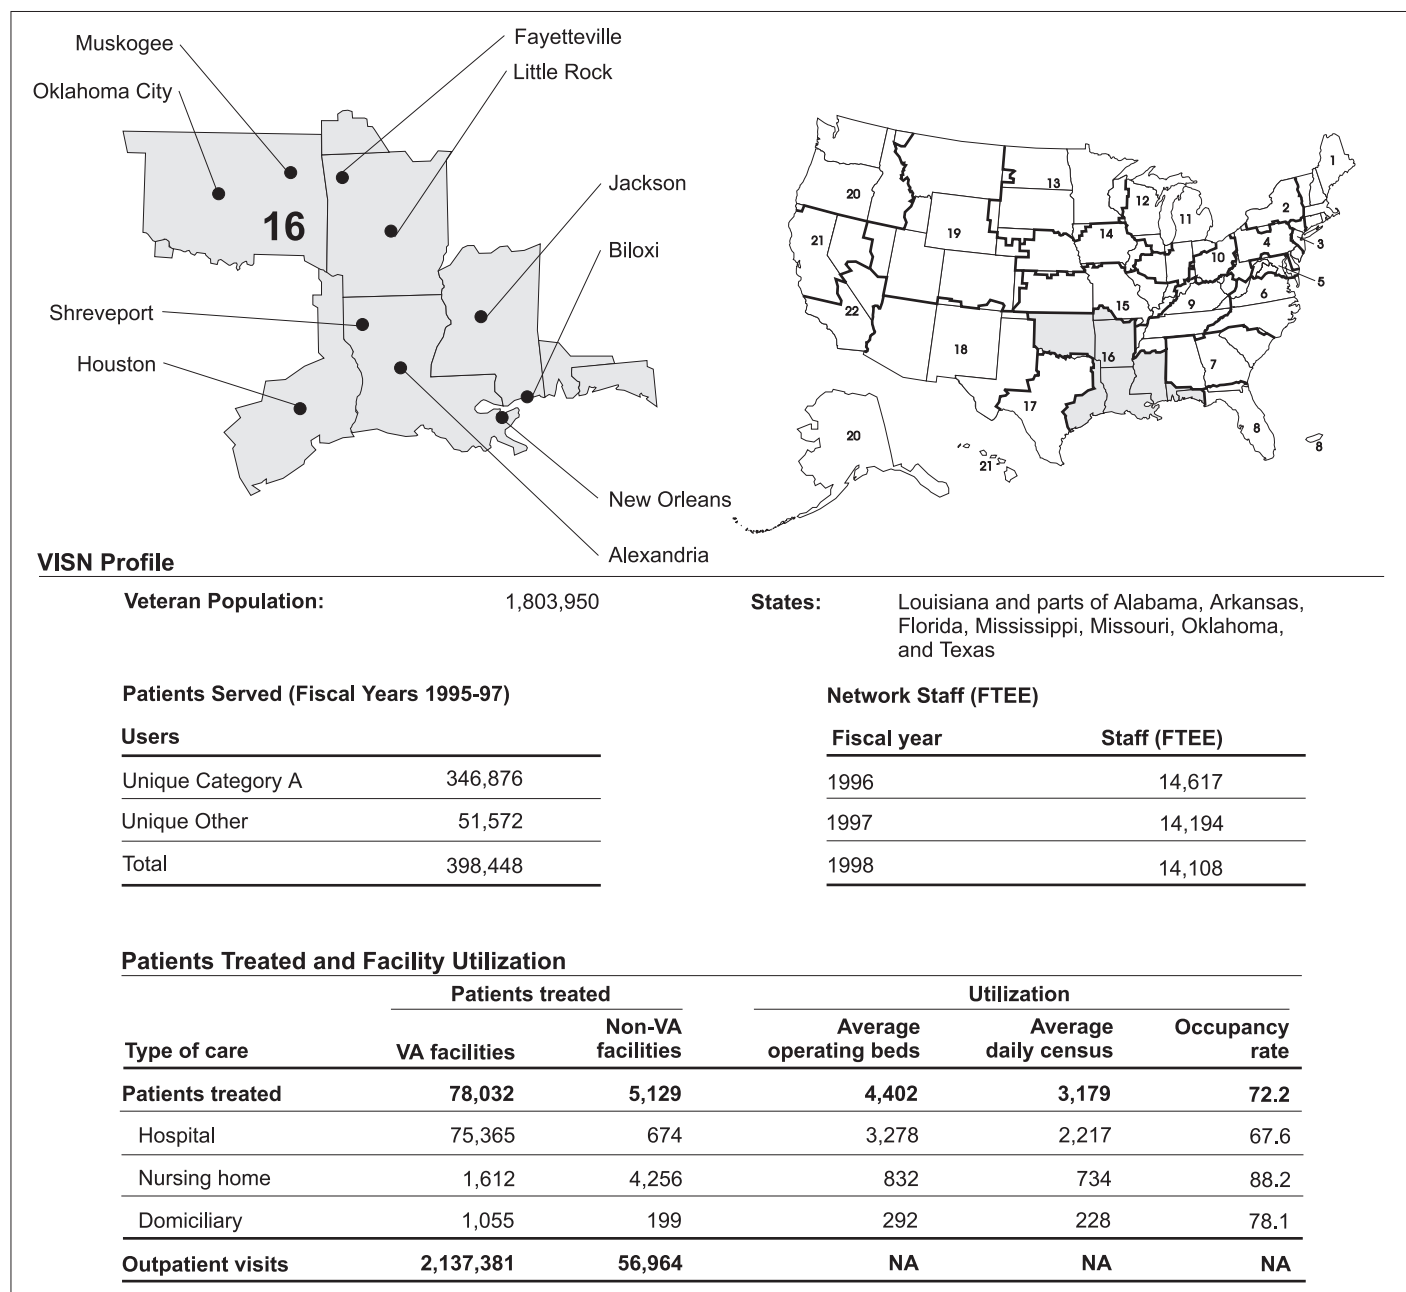 Muskogee
Fayetteville
Oklahoma City
Little Rock
Jackson
16
Biloxi
Shreveport
Houston
New Orleans
Alexandria
1
20
13
12
11
2
21
19
14
4
3
10
5
15
9
6
22
18
16
7
17
8
20
21
8
VISN Profile
Veteran Population: 1,803,950
States: Louisiana and parts of Alabama, Arkansas,
Florida, Mississippi, Missouri, Oklahoma,
and Texas
Patients Served (Fiscal Years 1995-97)
Users
Unique Category A 346,876
Unique Other 51,572
Total 398,448
Network Staff (FTEE)
Fiscal year Staff (FTEE)
1996 14,617
1997 14,194
1998 14,108
Patients Treated and Facility Utilization
Patients treated Utilization
Non-VA Average Average Occupancy
Type of care VA facilities facilities operating beds daily census rate
Patients treated 78,032 5,129 4,402 3,179 72.2
Hospital 75,365 674 3,278 2,217 67.6
Nursing home 1,612 4,256 832 734 88.2
Domiciliary 1,055 199 292 228 78.1
Outpatient visits 2,137,381 56,964 NA NA NA